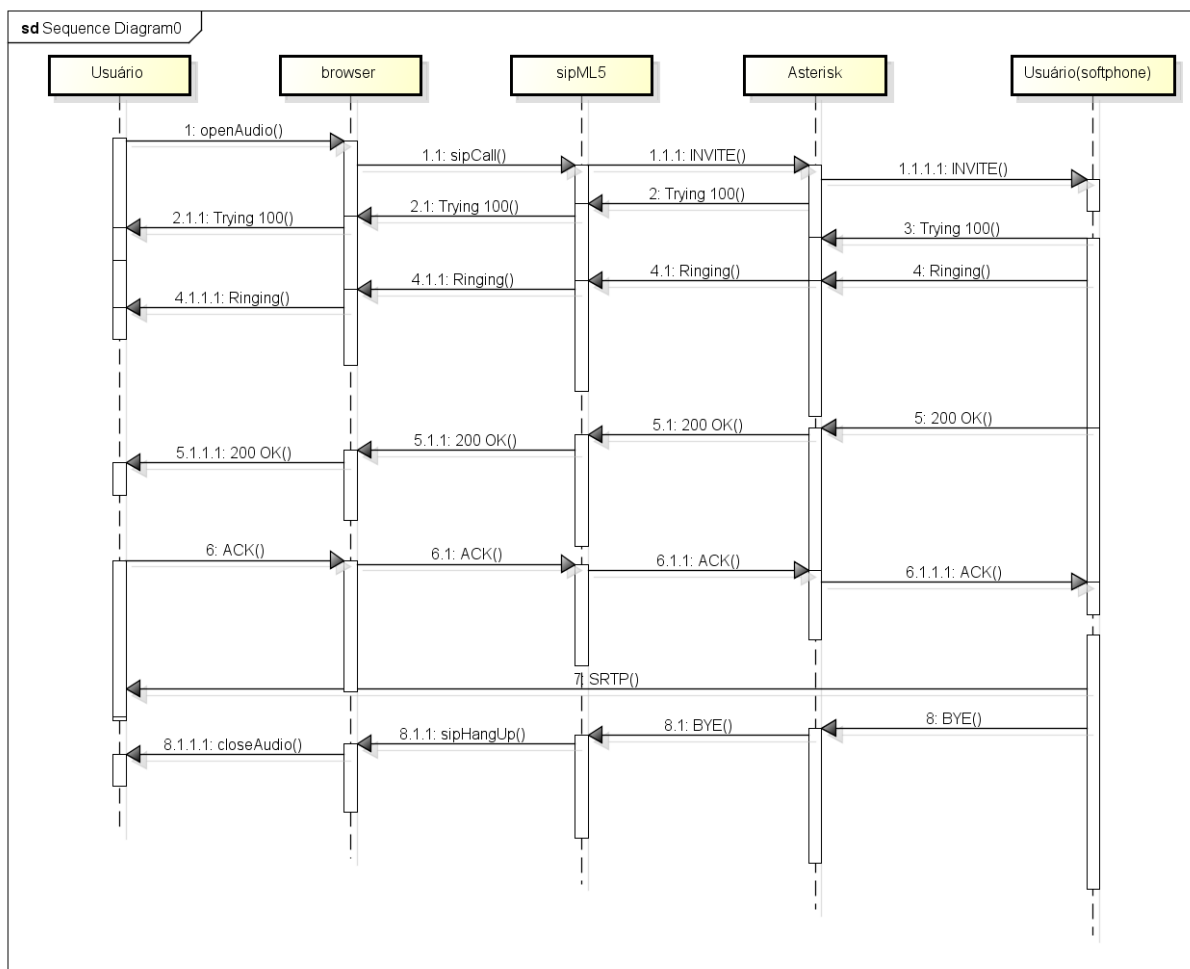 sd Sequence Diagram0
Usuário
browser
sipML5
Asterisk
Usuário(softphone)
1: openAudio()
1.1: sipCall()
1.1.1: INVITE()
1.1.1.1: INVITE()
2: Trying 100()
2.1: Trying 100()
2.1.1: Trying 100()
3: Trying 100()
4: Ringing()
4.1: Ringing()
4.1.1: Ringing()
4.1.1.1: Ringing()
5: 200 OK()
5.1: 200 OK()
5.1.1: 200 OK()
5.1.1.1: 200 OK()
6: ACK()
6.1: ACK()
6.1.1: ACK()
6.1.1.1: ACK()
7: SRTP()
8: BYE()
8.1: BYE()
8.1.1: sipHangUp()
8.1.1.1: closeAudio()